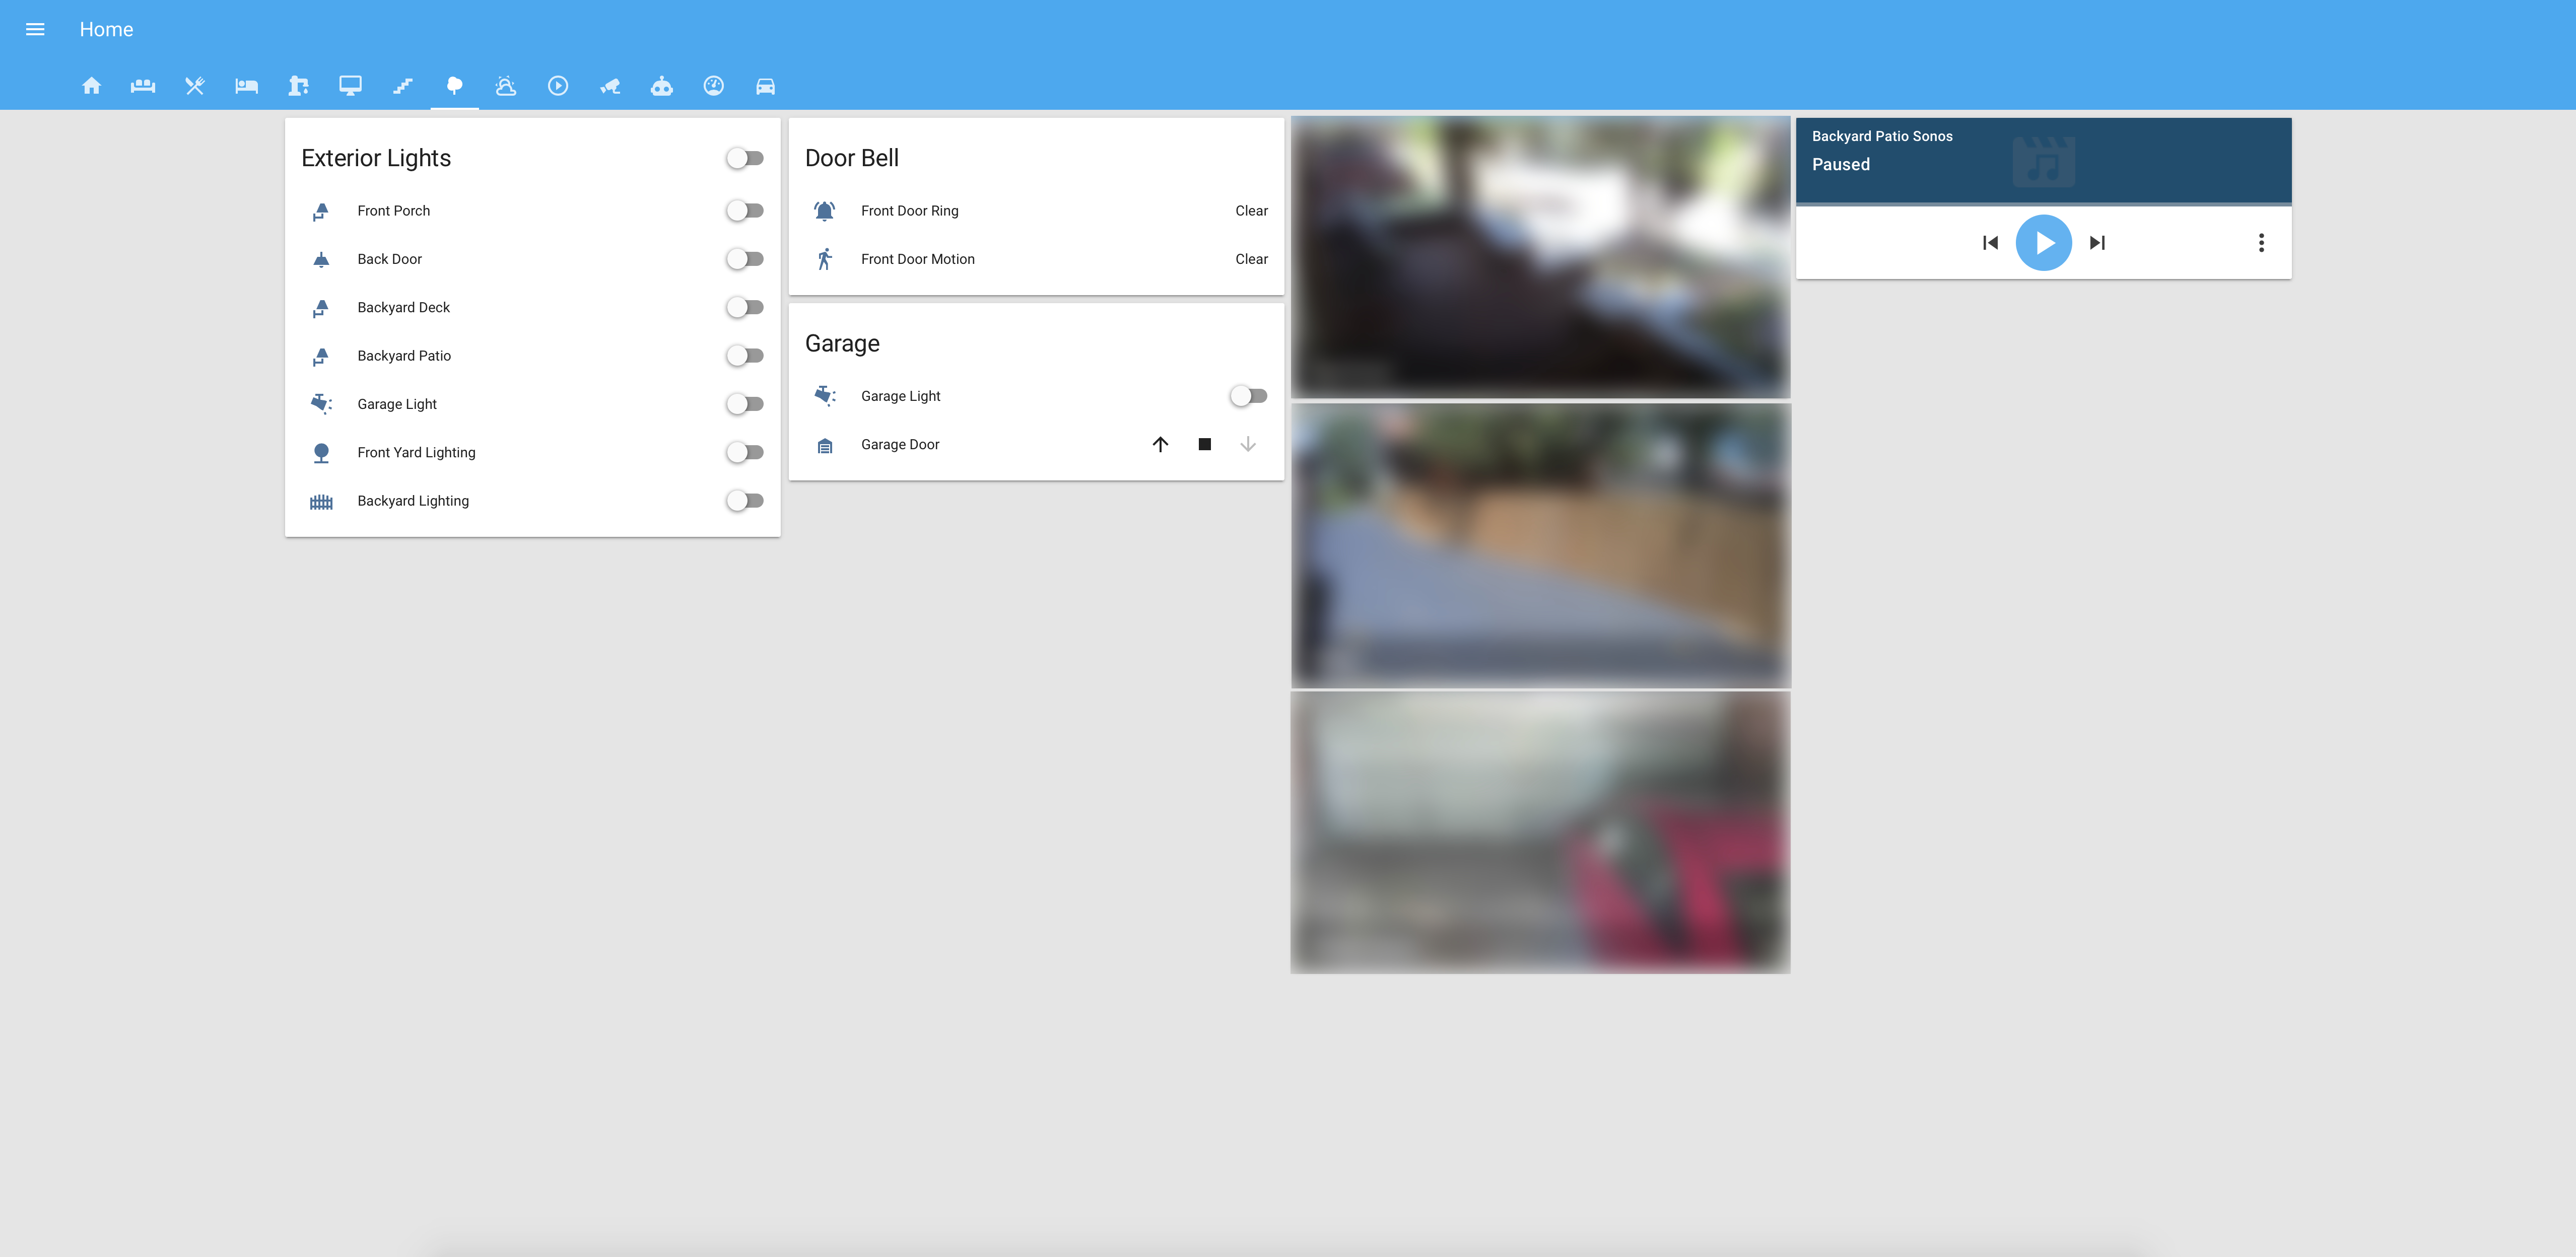 Home
Exterior Lights
Front Porch
Back Door
Backyard Deck
Backyard Patio
Garage Light
Front Yard Lighting
Backyard Lighting
Door Bell
Front Door Ring Clear
Front Door Motion Clear
Garage
Garage Light
Garage Door
Backyard Patio Sonos
Paused